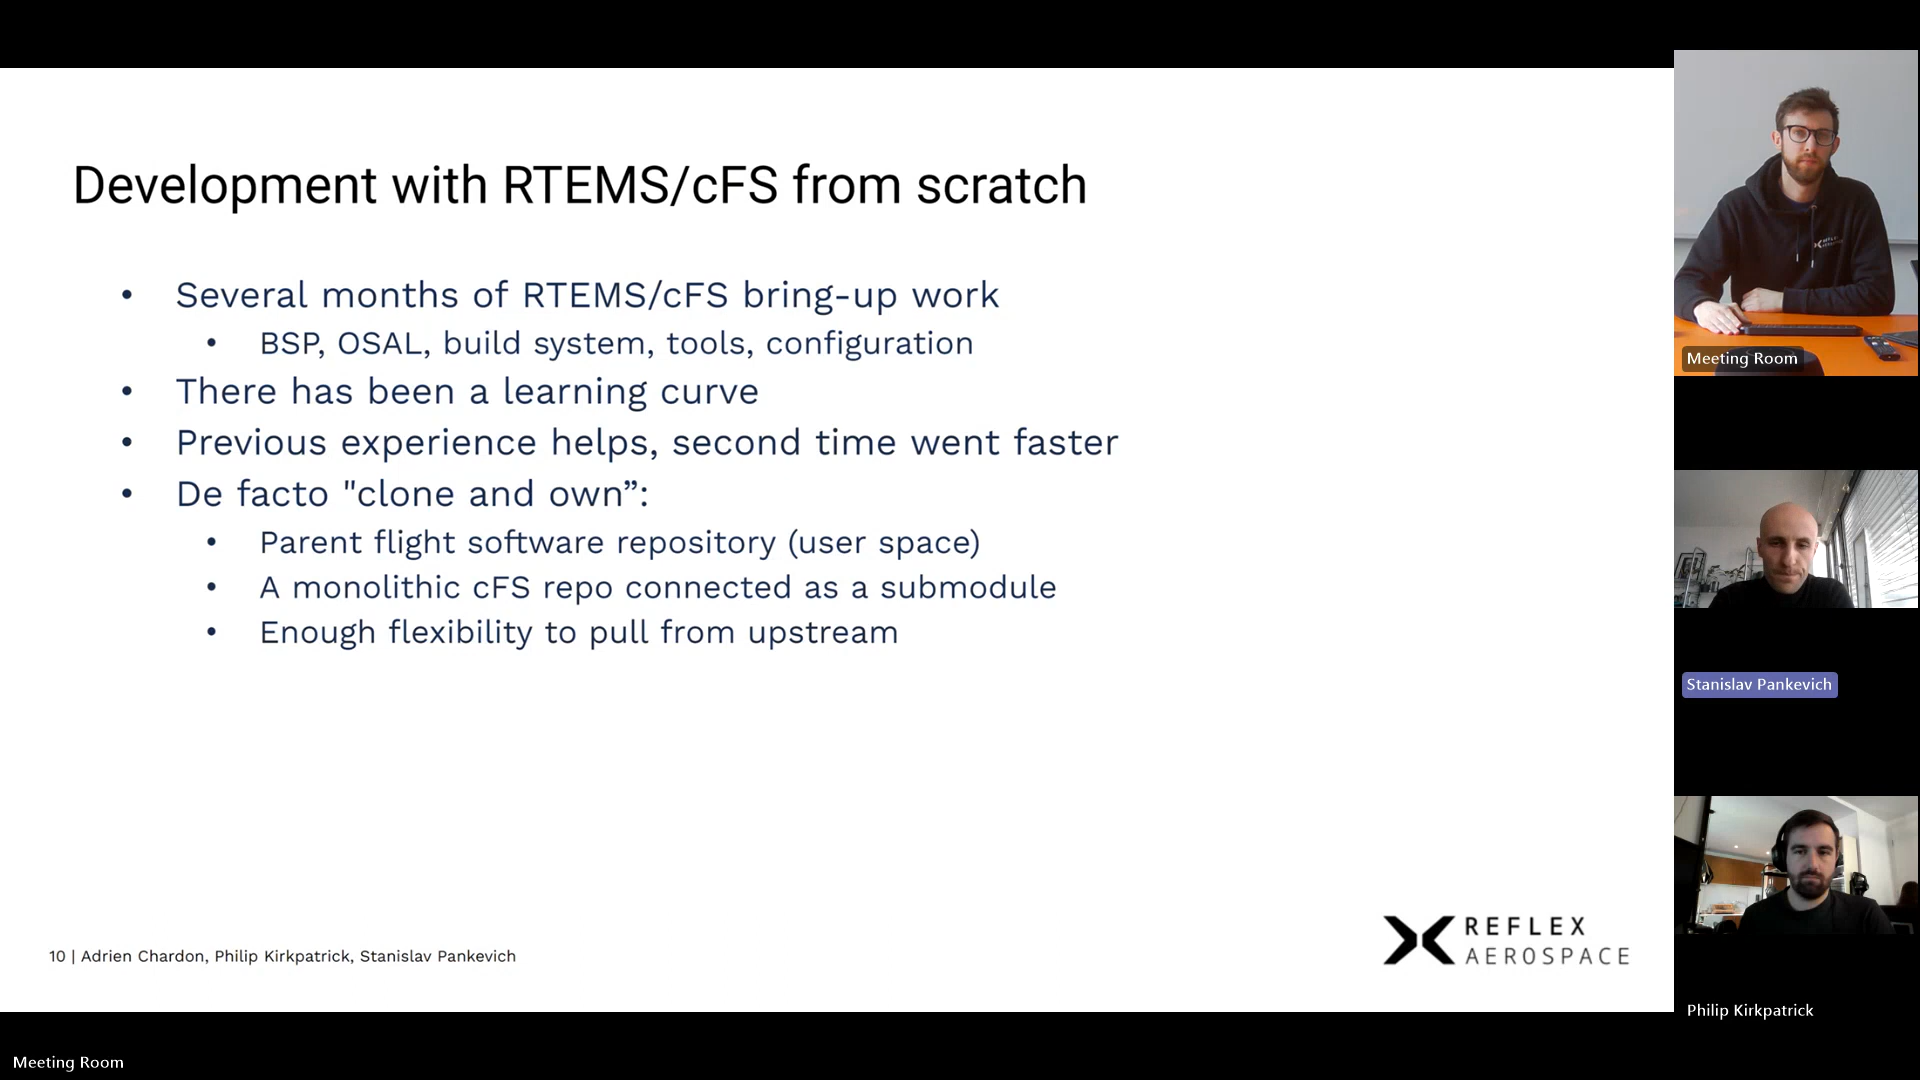 Development with RTEMS/cFS from scratch
• Several months of RTEMS/cFS bring-up work
• BSP, OSAL, build system, tools, configuration
• There has been a learning curve
• Previous experience helps, second time went faster
• De facto "clone and own”:
• Parent flight software repository (user space)
• A monolithic cFS repo connected as a submodule
• Enough flexibility to pull from upstream
10 | Adrien Chardon, Philip Kirkpatrick, Stanislav Pankevich
REFLEX
AEROSPACE
Meeting Room
Stanislav Pankevich
Philip Kirkpatrick
Meeting Room